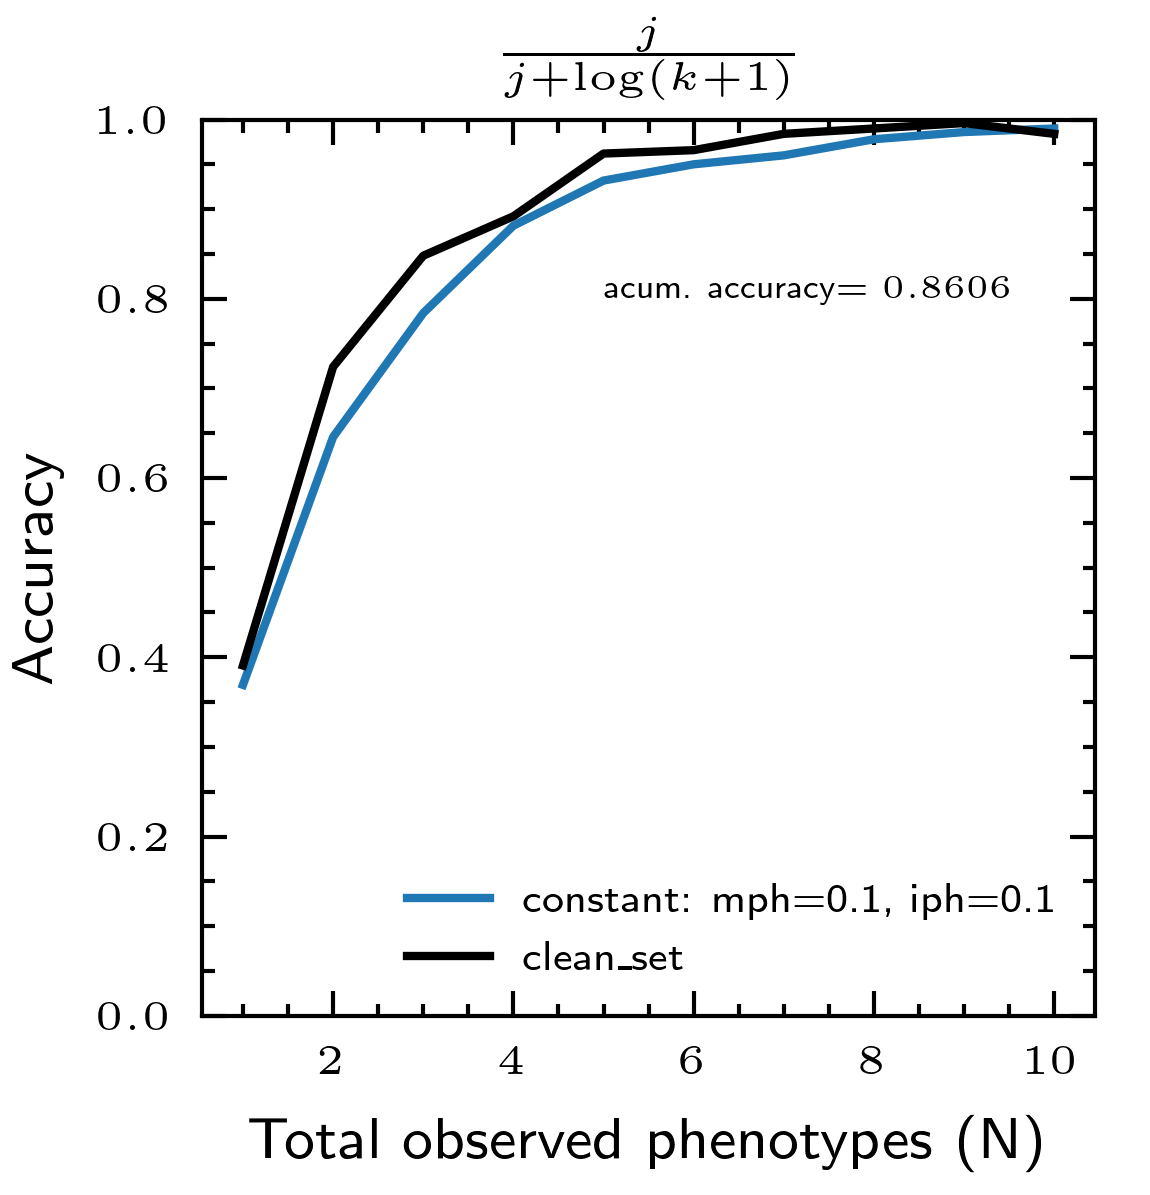 j
j+log(k+1)
1.0
0.8
0.6
0.4
0.2
0.0
Accuracy
acum. accuracy= 0.8606
constant: mph=0.1, iph=0.1
clean_set
2 4 6 8 10
Total observed phenotypes (N)